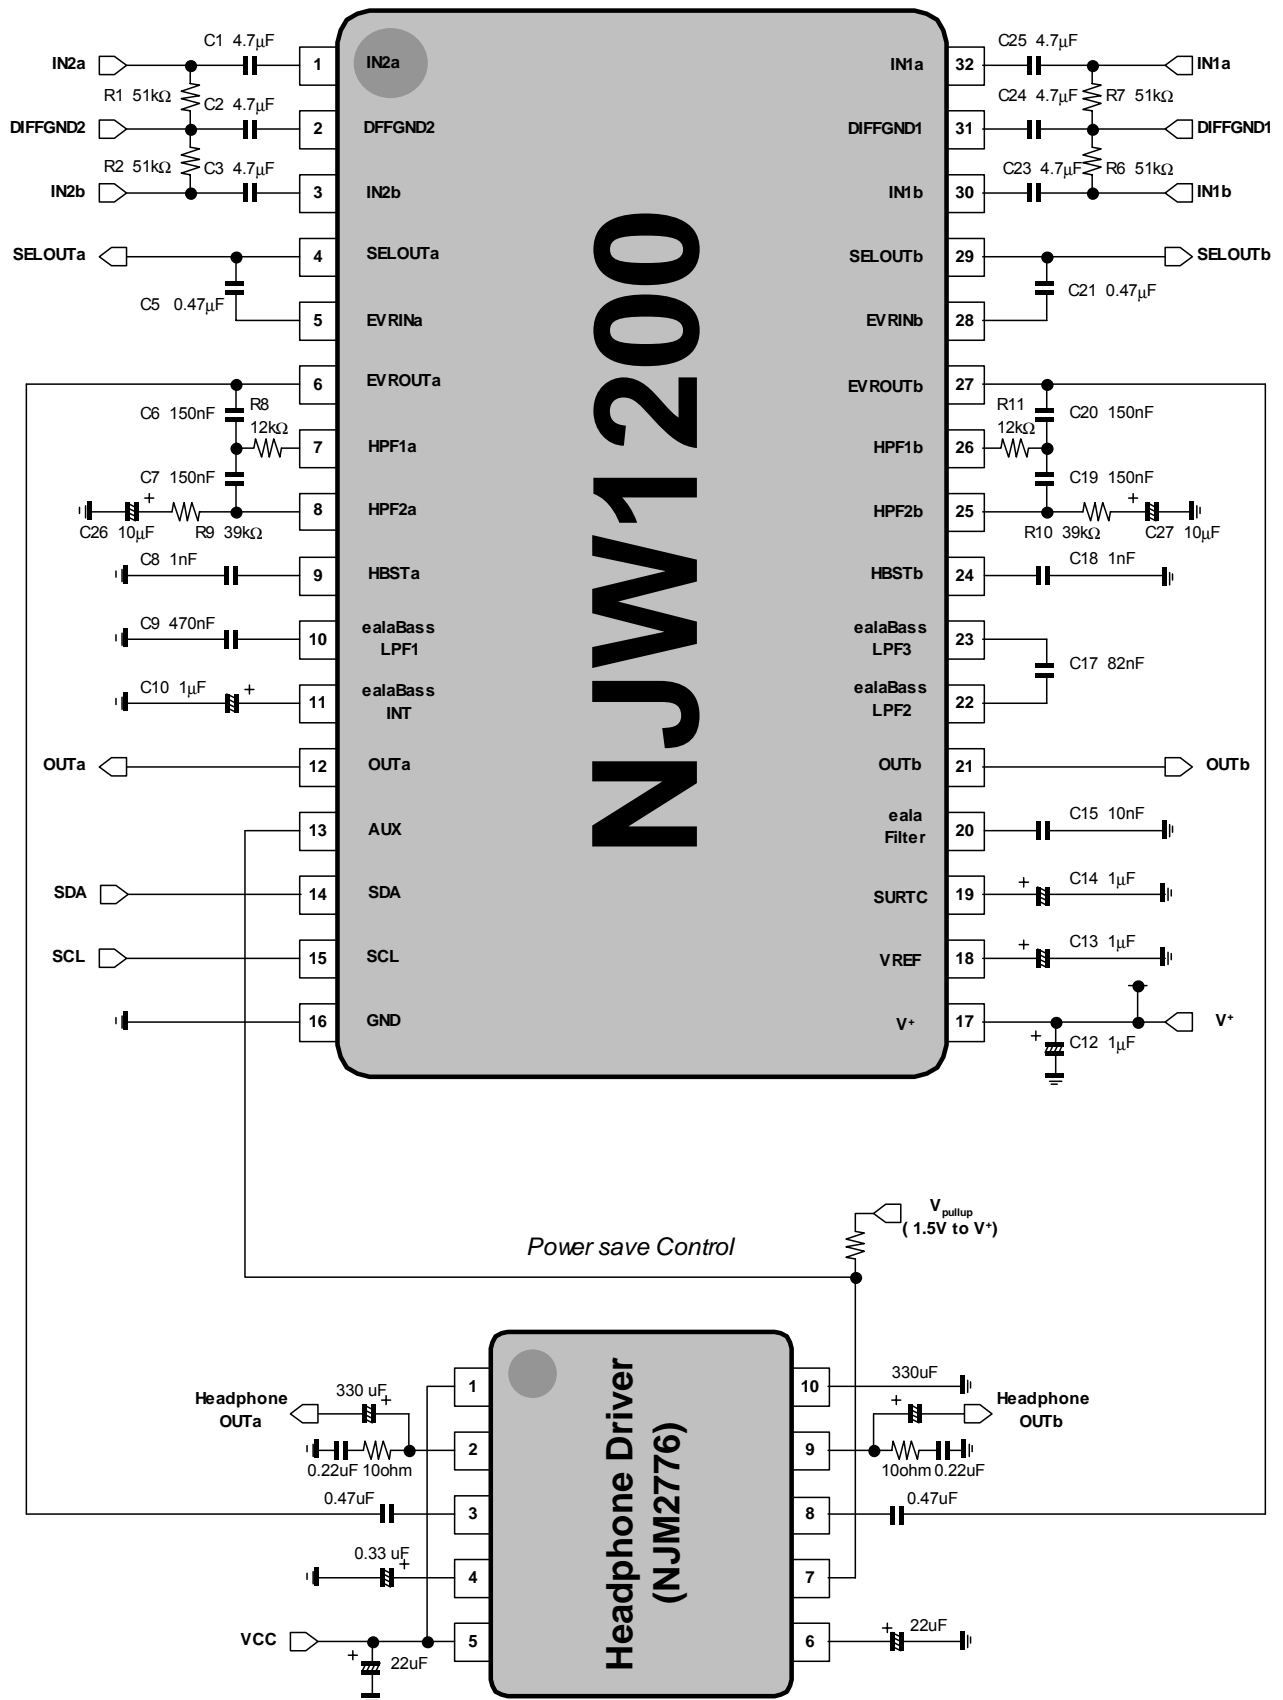 C1 4.7μF
IN2a
1
IN2a
R1 51kΩ
C2 4.7μF
DIFFGND2
2
DFFGND2
R2 51kΩ
C3 4.7μF
IN2b
3
IN2b
SELOUTa
4
SELOUTa
C5 0.47μF
5
EVRINa
6
EVROUTa
C6 150nF
R8
12kΩ
7
HPF1a
C7 150nF
+
8
HPF2a
C26 10μF
R9 39kΩ
C8 1nF
9
HBSTa
C9 470nF
10
ealaBass
LPF1
C10 1μF
+
11
ealaBass
INT
OUTa
12
OUTa
13
AUX
SDA
14
SDA
SCL
15
SCL
16
GND
NJW1200
C25 4.7μF
IN1a
32
IN1a
C24 4.7μF
R7 51kΩ
DIFFGND1
31
DIFFGND1
C23 4.7μF
R6 51kΩ
IN1b
30
IN1b
SELOUTb
29
SELOUTb
C21 0.47μF
EVRINb
28
EVROUTb
27
R11
12kΩ
C20 150nF
HPF1b
26
C19 150nF
+
HPF2b
25
R10 39kΩ
C27 10μF
HBSTb
24
C18 1nF
ealaBass
LPF3
23
C17 82nF
ealaBass
LPF2
22
OUTb
21
OUTb
eala
Filter
20
C15 10nF
SURTC
19
+
C14 1μF
VREF
18
+
C13 1μF
V+
17
V+
+
C12 1μF
Vpullup
( 1.5V to V+)
Power save Control
Headphone
OUTa
330 uF
+
1
0.22uF
10ohm
2
0.47uF
3
0.33 uF
+
4
VCC
5
+
22uF
Headphone Driver
(NJM2776)
10
330uF
+
Headphone
OUTb
9
10ohm
0.22uF
8
0.47uF
7
6
+
22uF